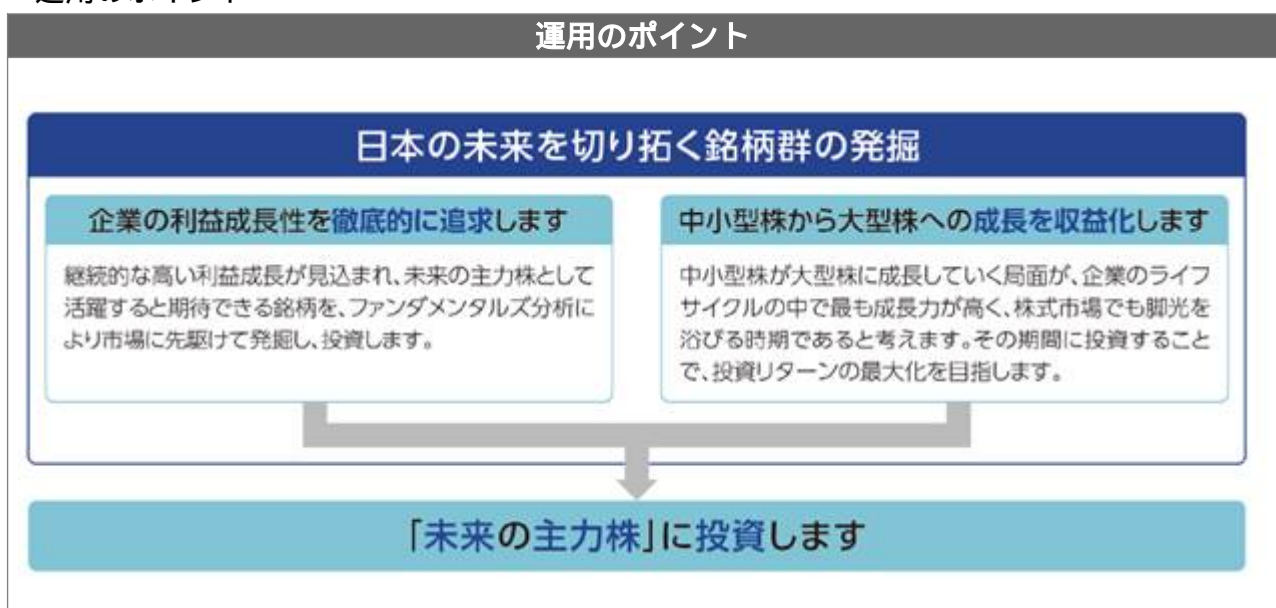 運用のポイント
運用のポイント
日本の未来を切り拓く銘柄群の発掘
企業の利益成長性を徹底的に追求します
継続的な高い利益成長が見込まれ、未来の主力株として
活躍すると期待できる銘柄を、ファンダメンタルズ分析に
より市場に先駆けて発掘し、投資します。
中小型株から大型株への成長を収益化します
中小型株が大型株に成長していく局面が、企業のライフ
サイクルの中で最も成長力が高く、株式市場でも脚光を
浴びる時期であると考えます。その期間に投資すること
で、投資リターンの最大化を目指します。
「未来の主力株」に投資します